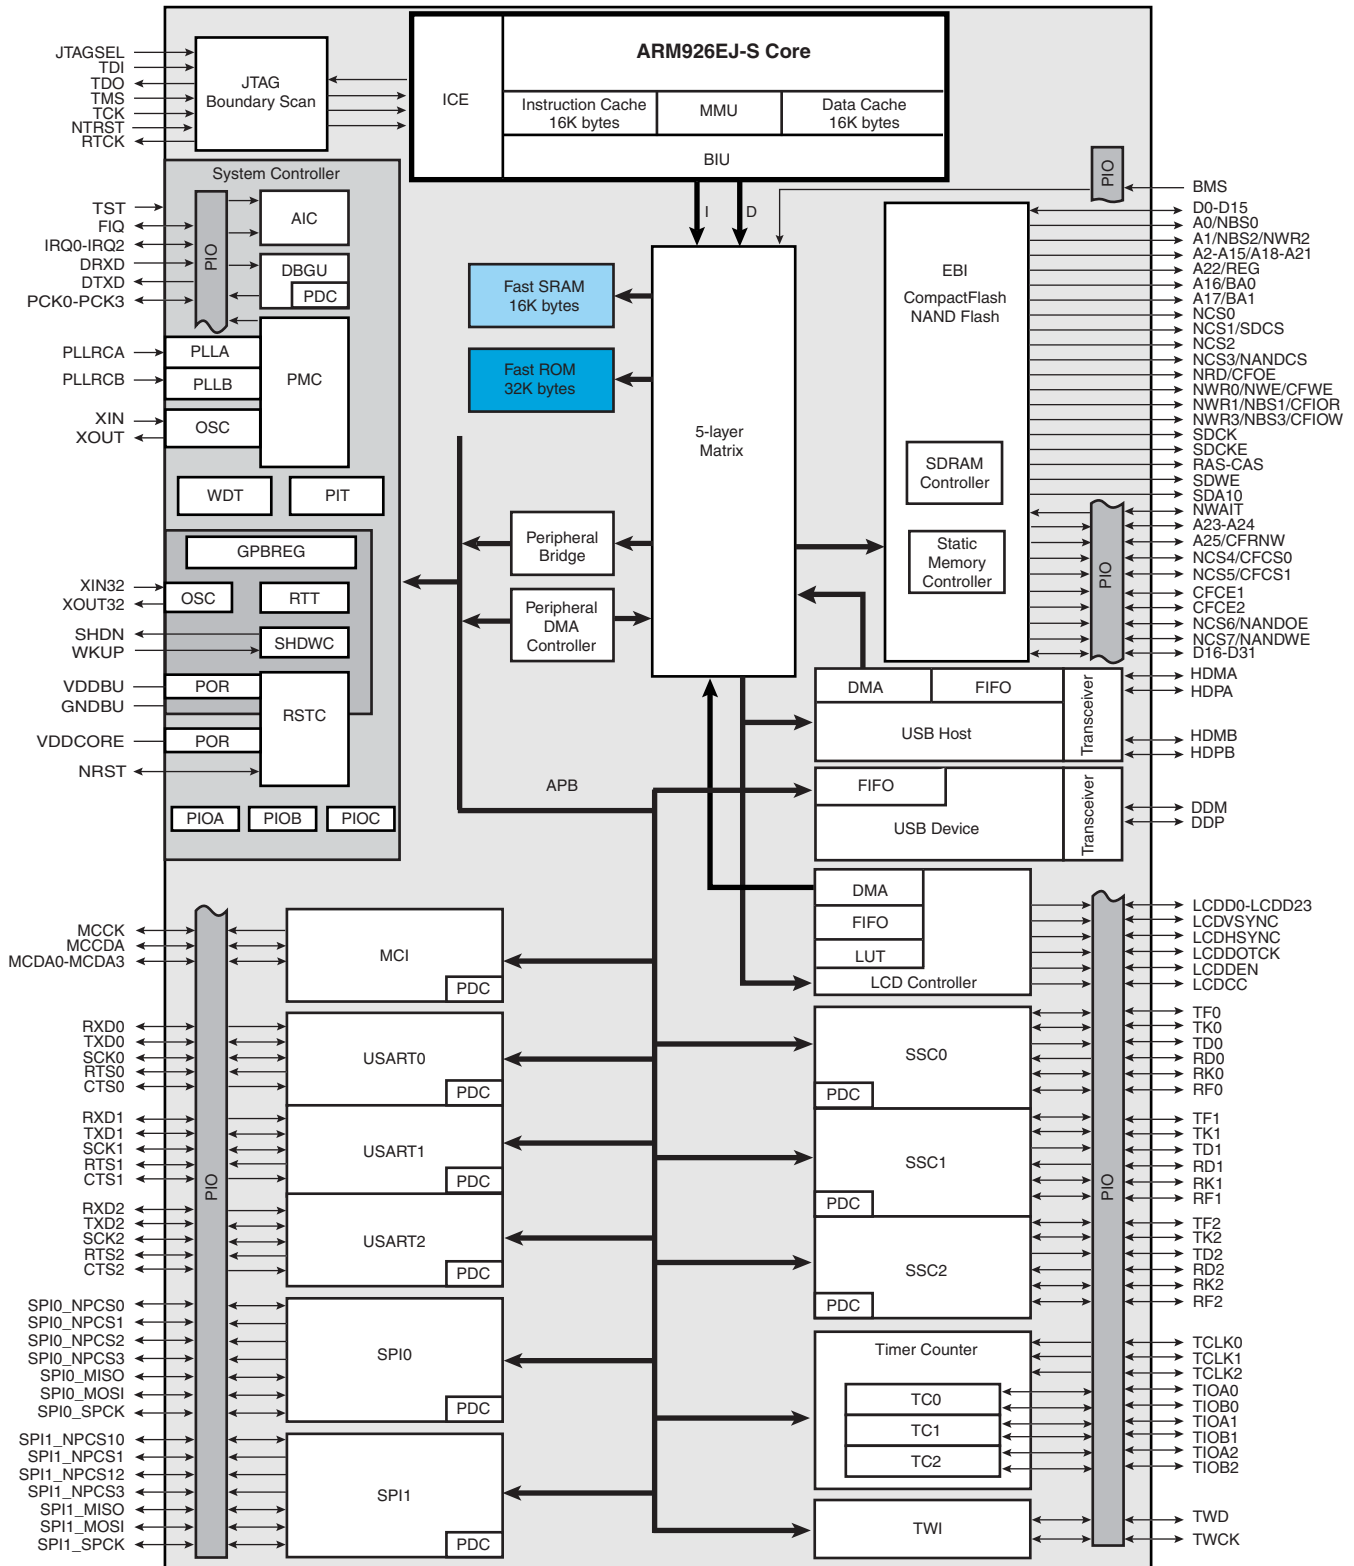 ARM926EJ-S Core
ICE
Instruction Cache
16K bytes
MMU
Data Cache
16K bytes
BIU
JTAGSEL
TDI
TDO
TMS
TCK
NTRST
RTCK
JTAG
Boundary Scan
System Controller
TST
FIQ
IRQ0-IRQ2
DRXD
DTXD
PCK0-PCK3
PIO
AIC
DBGU
PDC
PLLRCA
PLLRCB
XIN
XOUT
PLLA
PLLB
OSC
PMC
WDT
PIT
GPBREG
XIN32
XOUT32
OSC
RTT
SHDN
WKUP
SHDWC
VDDBU
GNDBU
POR
RSTC
VDDCORE
POR
NRST
PIOA
PIOB
PIOC
I
D
Fast SRAM
16K bytes
Fast ROM
32K bytes
5-layer
Matrix
Peripheral
Bridge
Peripheral
DMA
Controller
APB
PIO
BMS
EBI
CompactFlash
NAND Flash
SDRAM
Controller
Static
Memory
Controller
D0-D15
A0/NBS0
A1/NBS2/NWR2
A2-A15/A18-A21
A22/REG
A16/BA0
A17/BA1
NCS0
NCS1/SDCS
NCS2
NCS3/NANDCS
NRD/CFOE
NWR0/NWE/CFWE
NWR1/NBS1/CFIOR
NWR3/NBS3/CFIOW
SDCK
SDCKE
RAS-CAS
SDWE
SDA10
PIO
NWAIT
A23-A24
A25/CFRNW
NCS4/CFCS0
NCS5/CFCS1
CFCE1
CFCE2
NCS6/NANDOE
NCS7/NANDWE
D16-D31
DMA
FIFO
USB Host
Transceiver
HDMA
HDPA
HDMB
HDPB
FIFO
USB Device
Transceiver
DDM
DDP
DMA
FIFO
LUT
LCD Controller
LCDD0-LCDD23
LCDVSYNC
LCDHSYNC
LCDDOTCK
LCDDEN
LCDCC
MCCK
MCCDA
MCDA0-MCDA3
MCI
PDC
RXD0
TXD0
SCK0
RTS0
CTS0
USART0
PDC
RXD1
TXD1
SCK1
RTS1
CTS1
PIO
USART1
PDC
RXD2
TXD2
SCK2
RTS2
CTS2
USART2
PDC
SPI0_NPCS0
SPI0_NPCS1
SPI0_NPCS2
SPI0_NPCS3
SPI0_MISO
SPI0_MOSI
SPI0_SPCK
SPI0
PDC
SPI1_NPCS10
SPI1_NPCS1
SPI1_NPCS12
SPI1_NPCS3
SPI1_MISO
SPI1_MOSI
SPI1_SPCK
SPI1
PDC
SSC0
PDC
TF0
TK0
TD0
RD0
RK0
RF0
SSC1
PDC
PIO
TF1
TK1
TD1
RD1
RK1
RF1
SSC2
PDC
TF2
TK2
TD2
RD2
RK2
RF2
Timer Counter
TC0
TC1
TC2
TCLK0
TCLK1
TCLK2
TIOA0
TIOB0
TIOA1
TIOB1
TIOA2
TIOB2
TWI
TWD
TWCK